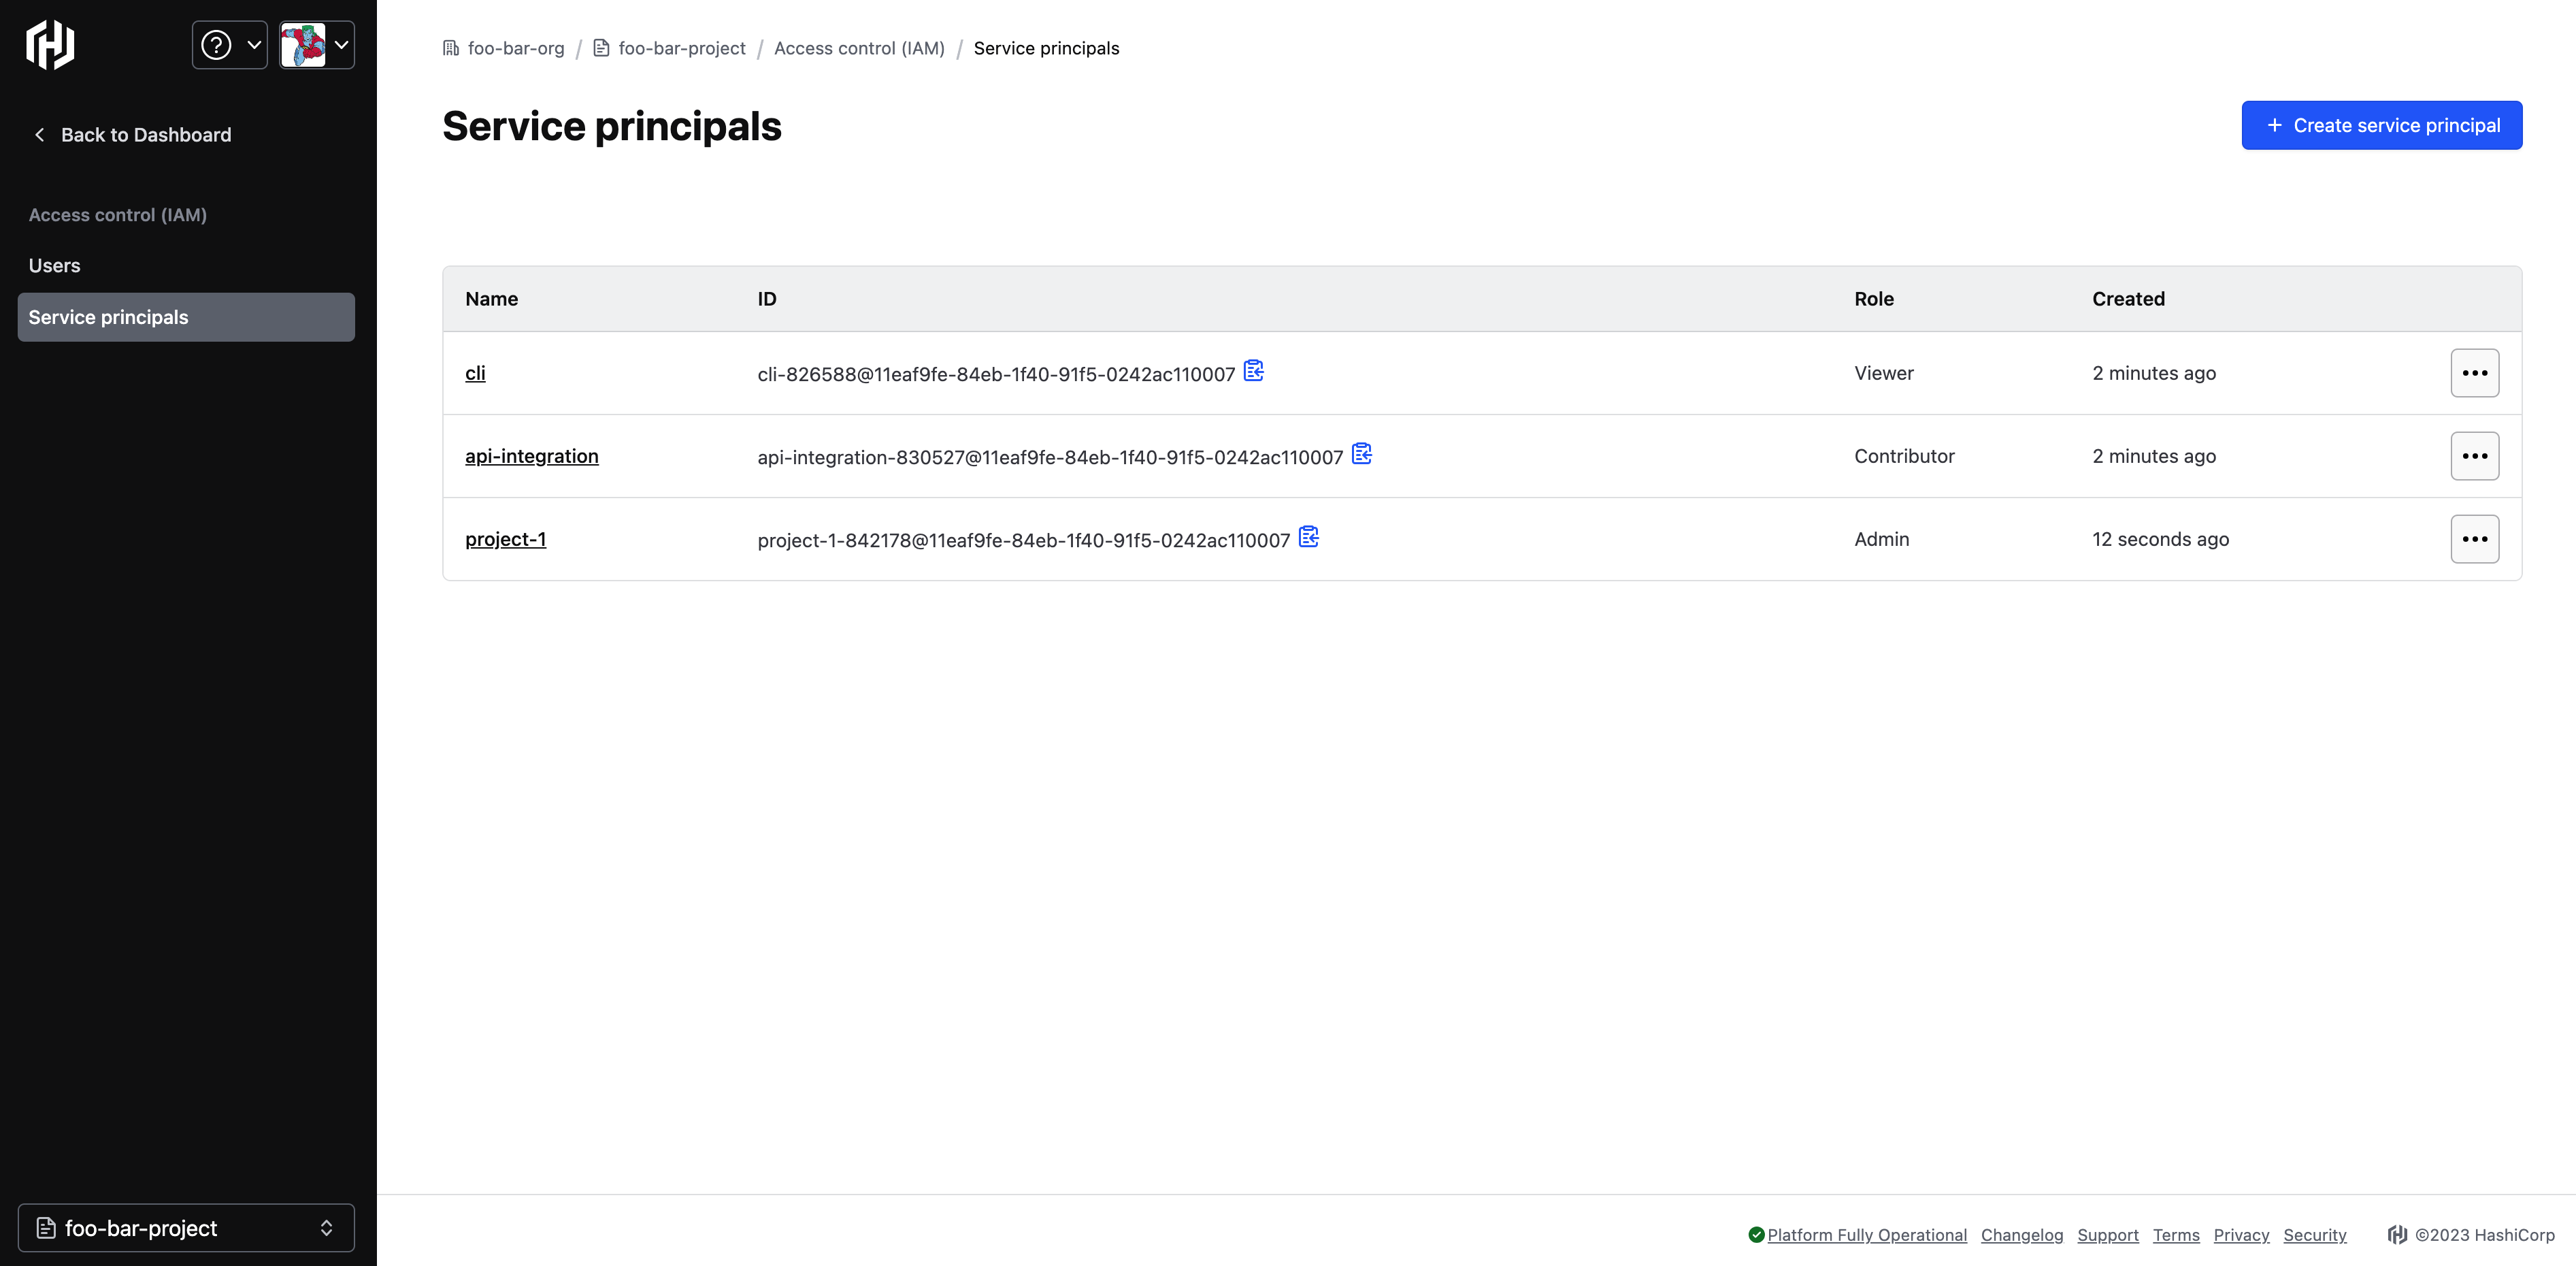 foo-bar-org / foo-bar-project / Access control (IAM) / Service principals
Back to Dashboard
Access control (IAM)
Users
Service principals
foo-bar-project
Service principals
+ Create service principal
Name ID Role Created
cli cli-826588@11eaf9fe-84eb-1f40-91f5-0242ac110007 Viewer 2 minutes ago
api-integration api-integration-830527@11eaf9fe-84eb-1f40-91f5-0242ac110007 Contributor 2 minutes ago
project-1 project-1-842178@11eaf9fe-84eb-1f40-91f5-0242ac110007 Admin 12 seconds ago
Platform Fully Operational Changelog Support Terms Privacy Security ©2023 HashiCorp